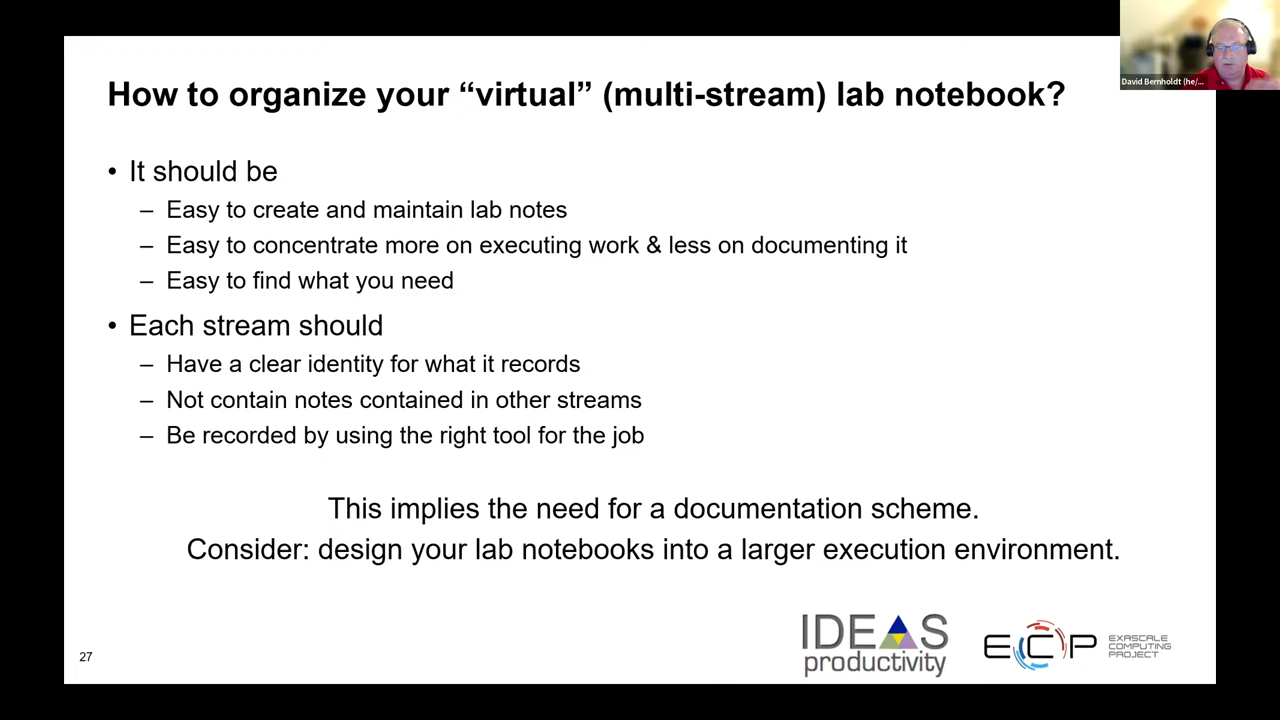 David Bernholdt (he/...
How to organize your “virtual” (multi-stream) lab notebook?
• It should be
– Easy to create and maintain lab notes
– Easy to concentrate more on executing work & less on documenting it
– Easy to find what you need
• Each stream should
– Have a clear identity for what it records
– Not contain notes contained in other streams
– Be recorded by using the right tool for the job
This implies the need for a documentation scheme.
Consider: design your lab notebooks into a larger execution environment.
27
IDEAS
productivity
ECP
EXASCALE
COMPUTING
PROJECT